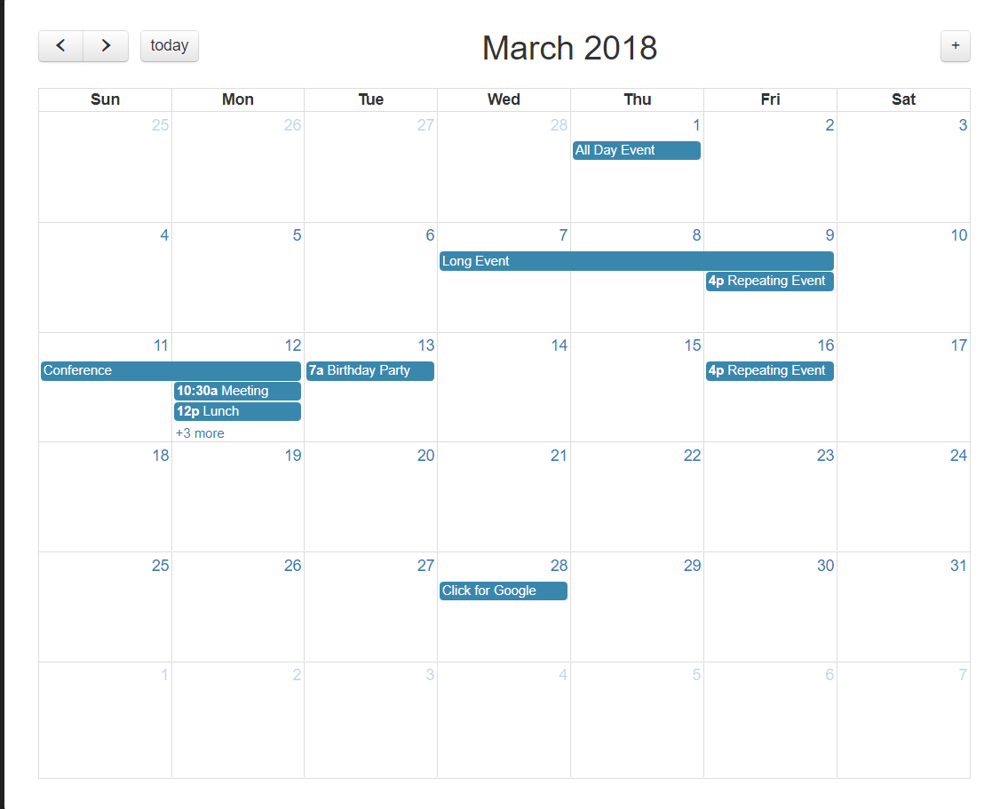 today
March 2018
+
Sun Mon Tue Wed Thu Fri Sat
25 26 27 28 1 2 3
All Day Event
4 5 6 7 8 9 10
Long Event
4p Repeating Event
11 12 13 14 15 16 17
Conference 7a Birthday Party 4p Repeating Event
10:30a Meeting
12p Lunch
+3 more
18 19 20 21 22 23 24
25 26 27 28 29 30 31
Click for Google
1 2 3 4 5 6 7